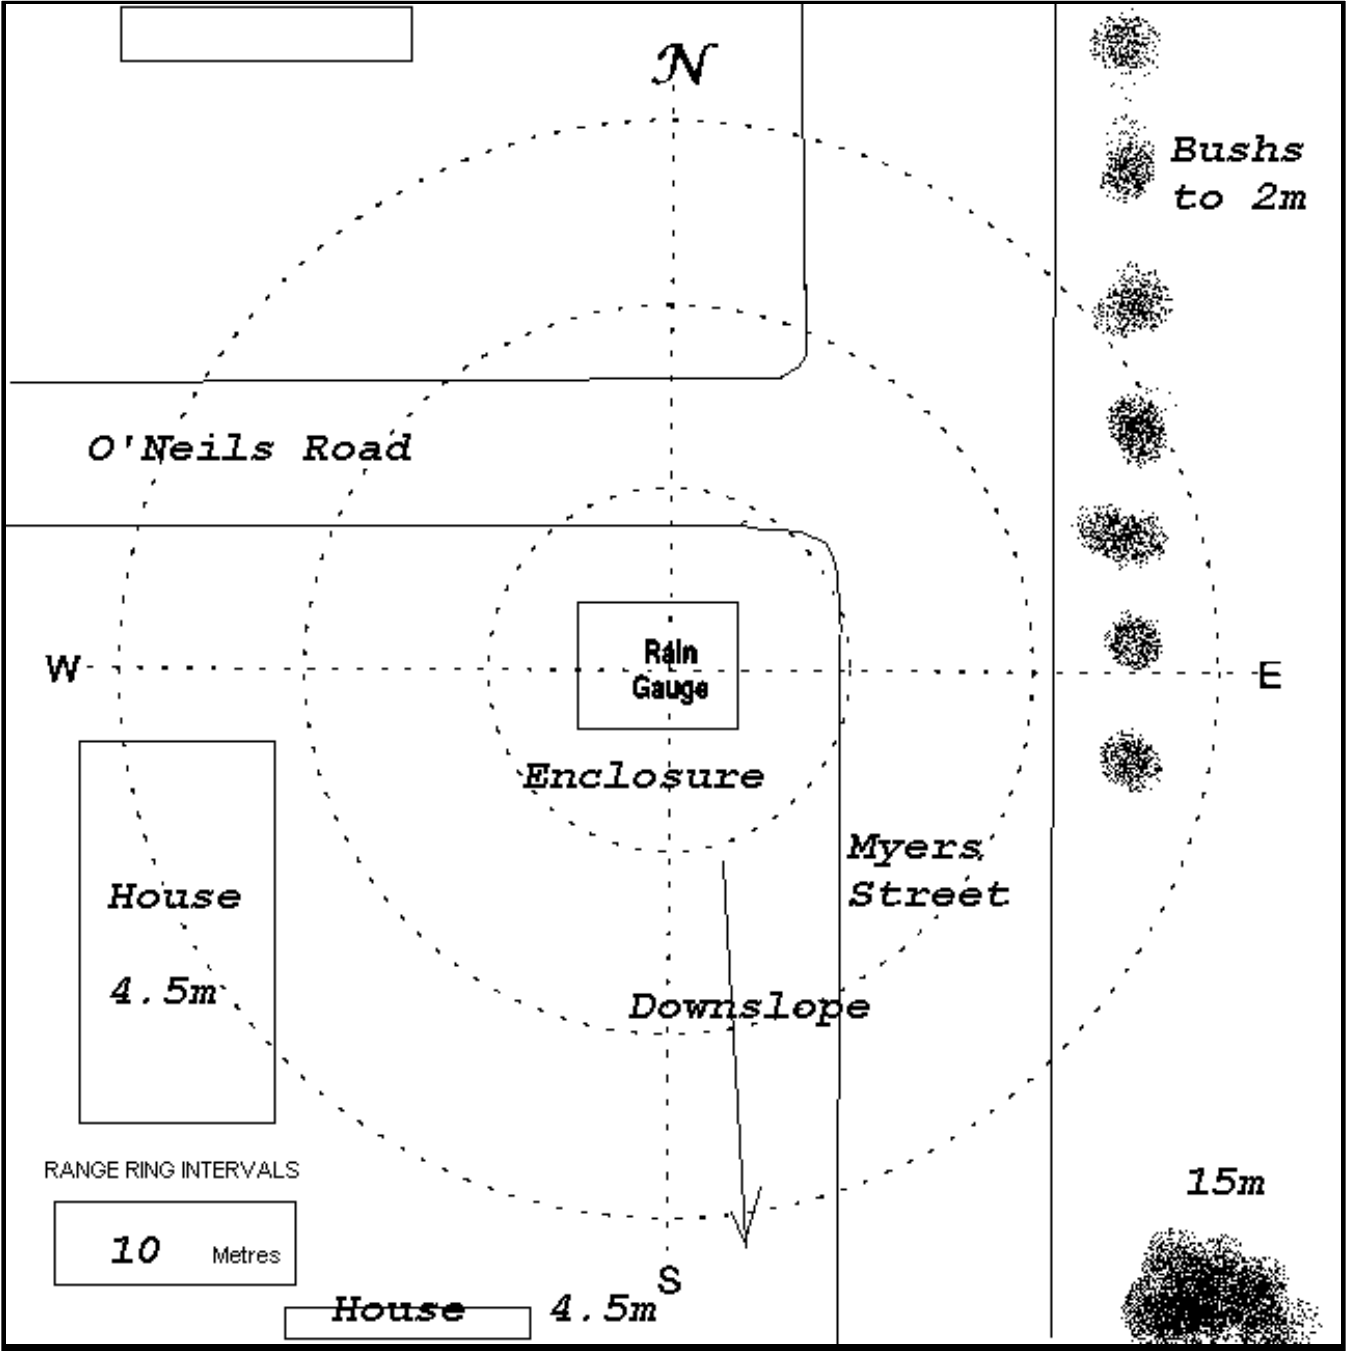 N
Bushs
to 2m
O'Neils Road
Rain
Gauge
W
E
Enclosure
Myers
Street
House
4.5m
Downslope
RANGE RING INTERVALS
10 Metres
15m
S
House 4.5m